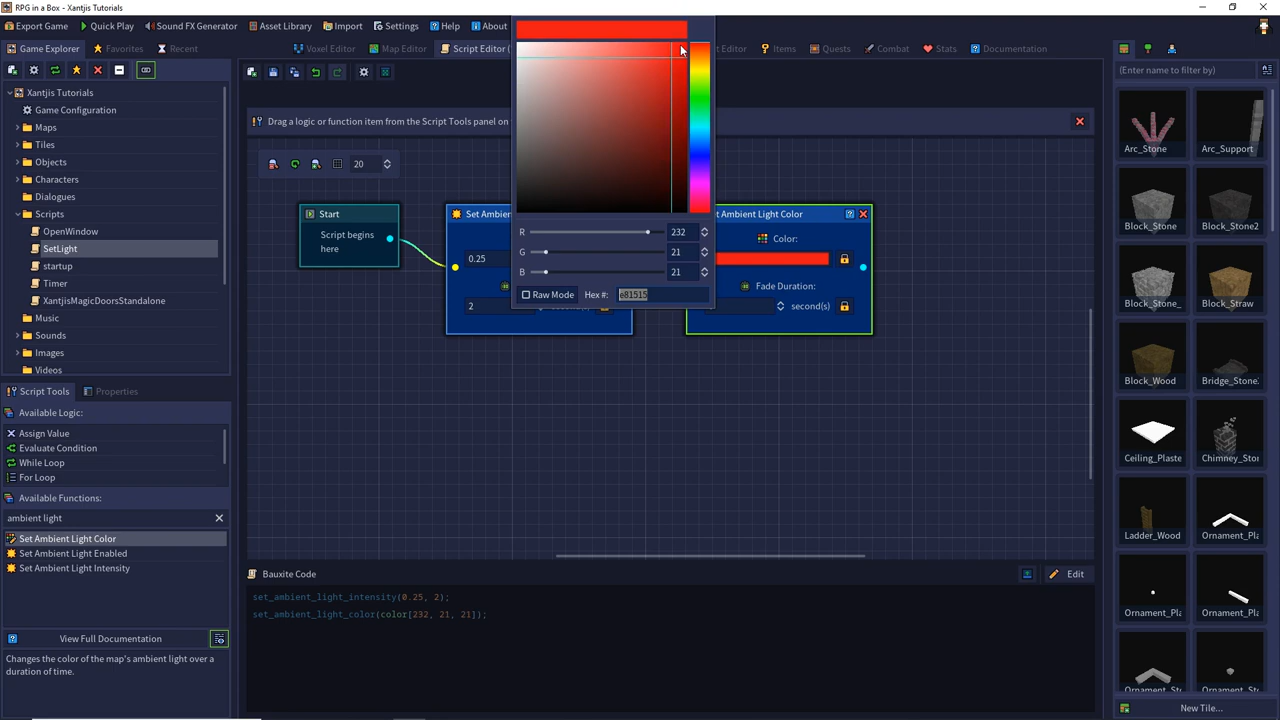 RPG in a Box — Xantjis Tutorials
Export Game
Quick Play
Sound FX Generator
Asset Library
Import
Settings
Help
About
Game Explorer
Favorites
Recent
Voxel Editor
Map Editor
Script Editor
Editor
Items
Quests
Combat
Stats
Documentation
Xantjis Tutorials
Game Configuration
Maps
Tiles
Objects
Characters
Dialogues
Scripts
OpenWindow
SetLight
startup
Timer
XantjisMagicDoorsStandalone
Music
Sounds
Images
Videos
Drag a logic or function item from the Script Tools panel on
20
Start
Script begins
here
Set Ambien
0.25
2
R 232
G 21
B 21
Raw Mode
Hex #:
e81515
Ambient Light Color
Color:
Fade Duration:
second(s)
Script Tools
Properties
Available Logic:
Assign Value
Evaluate Condition
While Loop
For Loop
Available Functions:
ambient light
Set Ambient Light Color
Set Ambient Light Enabled
Set Ambient Light Intensity
View Full Documentation
Changes the color of the map's ambient light over a
duration of time.
Bauxite Code
Edit
set_ambient_light_intensity(0.25, 2);
set_ambient_light_color(color[232, 21, 21]);
(Enter name to filter by)
Arc_Stone
Arc_Support
Block_Stone
Block_Stone2
Block_Stone_
Block_Straw
Block_Wood
Bridge_Stone2
Ceiling_Plaste
Chimney_Stor
Ladder_Wood
Ornament_Pla
Ornament_Pla
Ornament_Pla
Ornament_Sto
Ornament_Sto
New Tile...